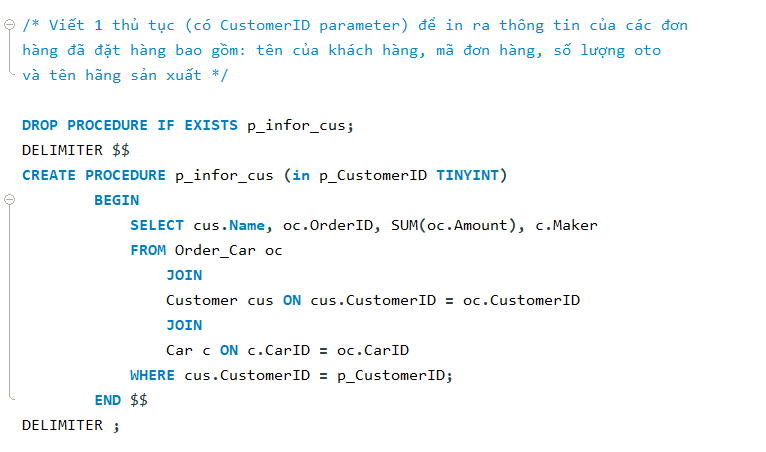 /* Viết 1 thủ tục (có CustomerID parameter) để in ra thông tin của các đơn
hàng đã đặt hàng bao gồm: tên của khách hàng, mã đơn hàng, số lượng oto
và tên hãng sản xuất */
DROP PROCEDURE IF EXISTS p_infor_cus;
DELIMITER $$
CREATE PROCEDURE p_infor_cus (in p_CustomerID TINYINT)
BEGIN
SELECT cus.Name, oc.OrderID, SUM(oc.Amount), c.Maker
FROM Order_Car oc
JOIN
Customer cus ON cus.CustomerID = oc.CustomerID
JOIN
Car c ON c.CarID = oc.CarID
WHERE cus.CustomerID = p_CustomerID;
END $$
DELIMITER ;